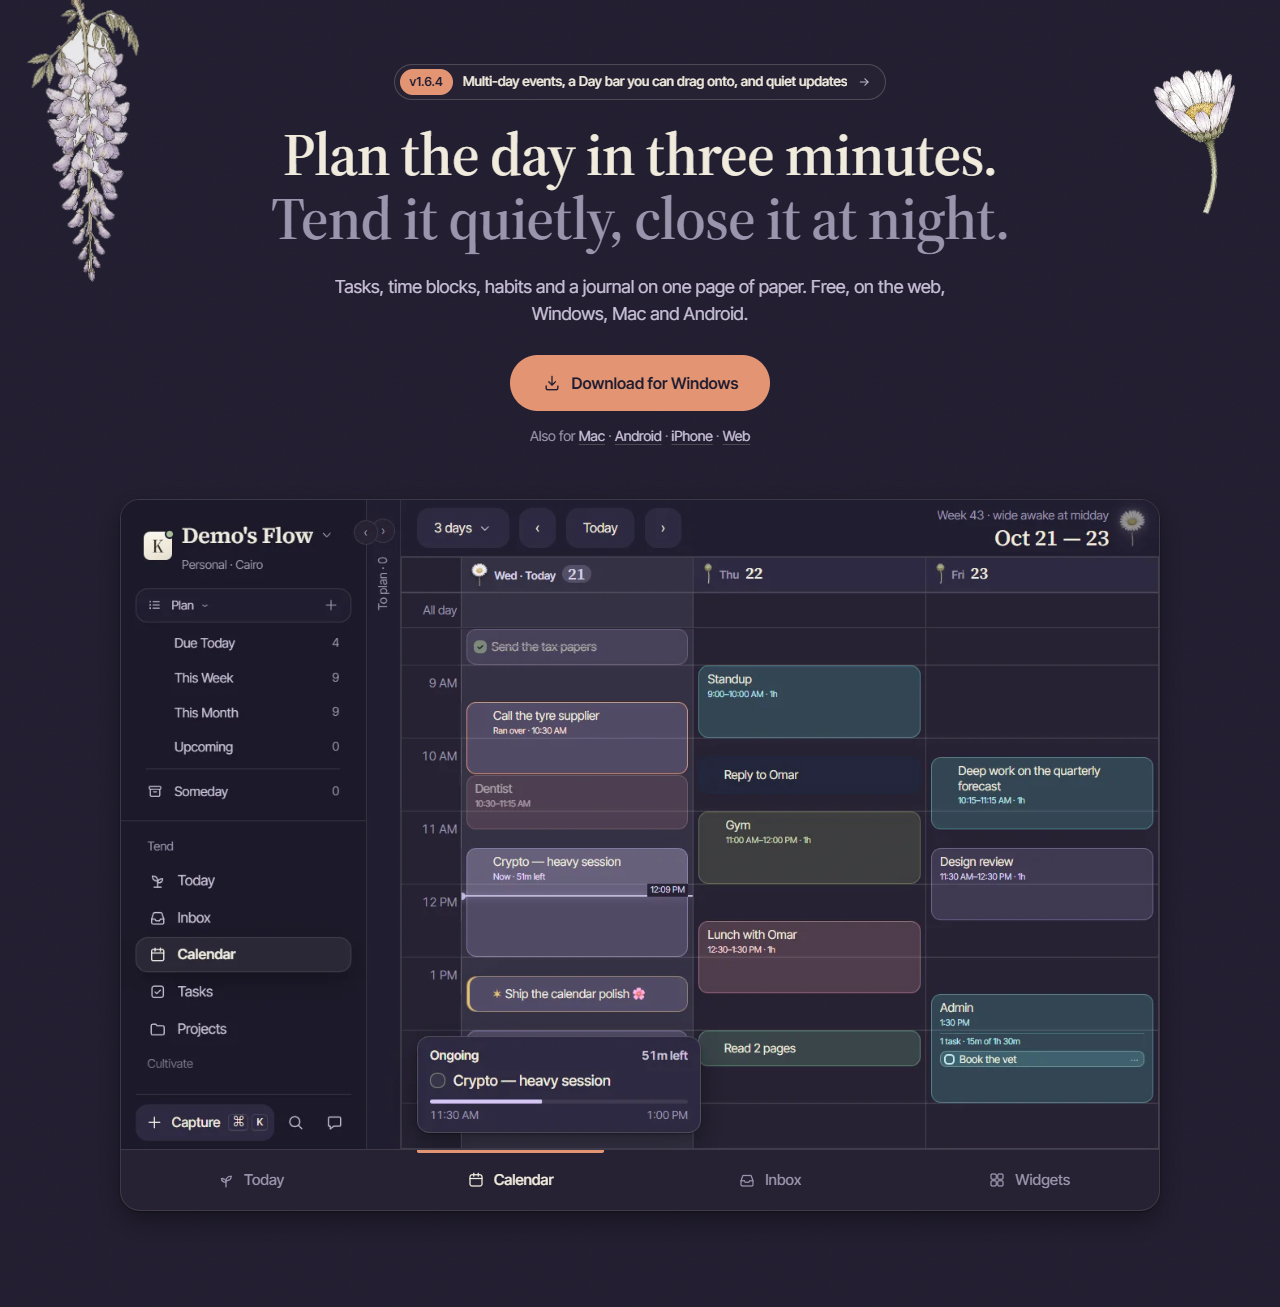 v1.6.4 Multi-day events, a Day bar you can drag onto, and quiet updates →
Plan the day in three minutes.
Tend it quietly, close it at night.
Tasks, time blocks, habits and a journal on one page of paper. Free, on the web,
Windows, Mac and Android.
Download for Windows
Also for Mac · Android · iPhone · Web
K
Demo's Flow
Personal · Cairo
Plan
Due Today 4
This Week 9
This Month 9
Upcoming 0
Someday 0
Tend
Today
Inbox
Calendar
Tasks
Projects
Cultivate
Capture ⌘ K
To plan · 0
3 days
Today
Week 43 · wide awake at midday
Oct 21 — 23
Wed · Today 21
Thu 22
Fri 23
All day
9 AM
10 AM
11 AM
12 PM
1 PM
Send the tax papers
Call the tyre supplier
Ran over · 10:30 AM
Dentist
10:30–11:15 AM
Crypto — heavy session
Now · 51m left
12:09 PM
✶ Ship the calendar polish 🌸
Standup
9:00–10:00 AM · 1h
Reply to Omar
Gym
11:00 AM–12:00 PM · 1h
Lunch with Omar
12:30–1:30 PM · 1h
Read 2 pages
Deep work on the quarterly
forecast
10:15–11:15 AM · 1h
Design review
11:30 AM–12:30 PM · 1h
Admin
1:30 PM
1 task · 15m of 1h 30m
Book the vet ...
Ongoing 51m left
Crypto — heavy session
11:30 AM 1:00 PM
Today
Calendar
Inbox
Widgets